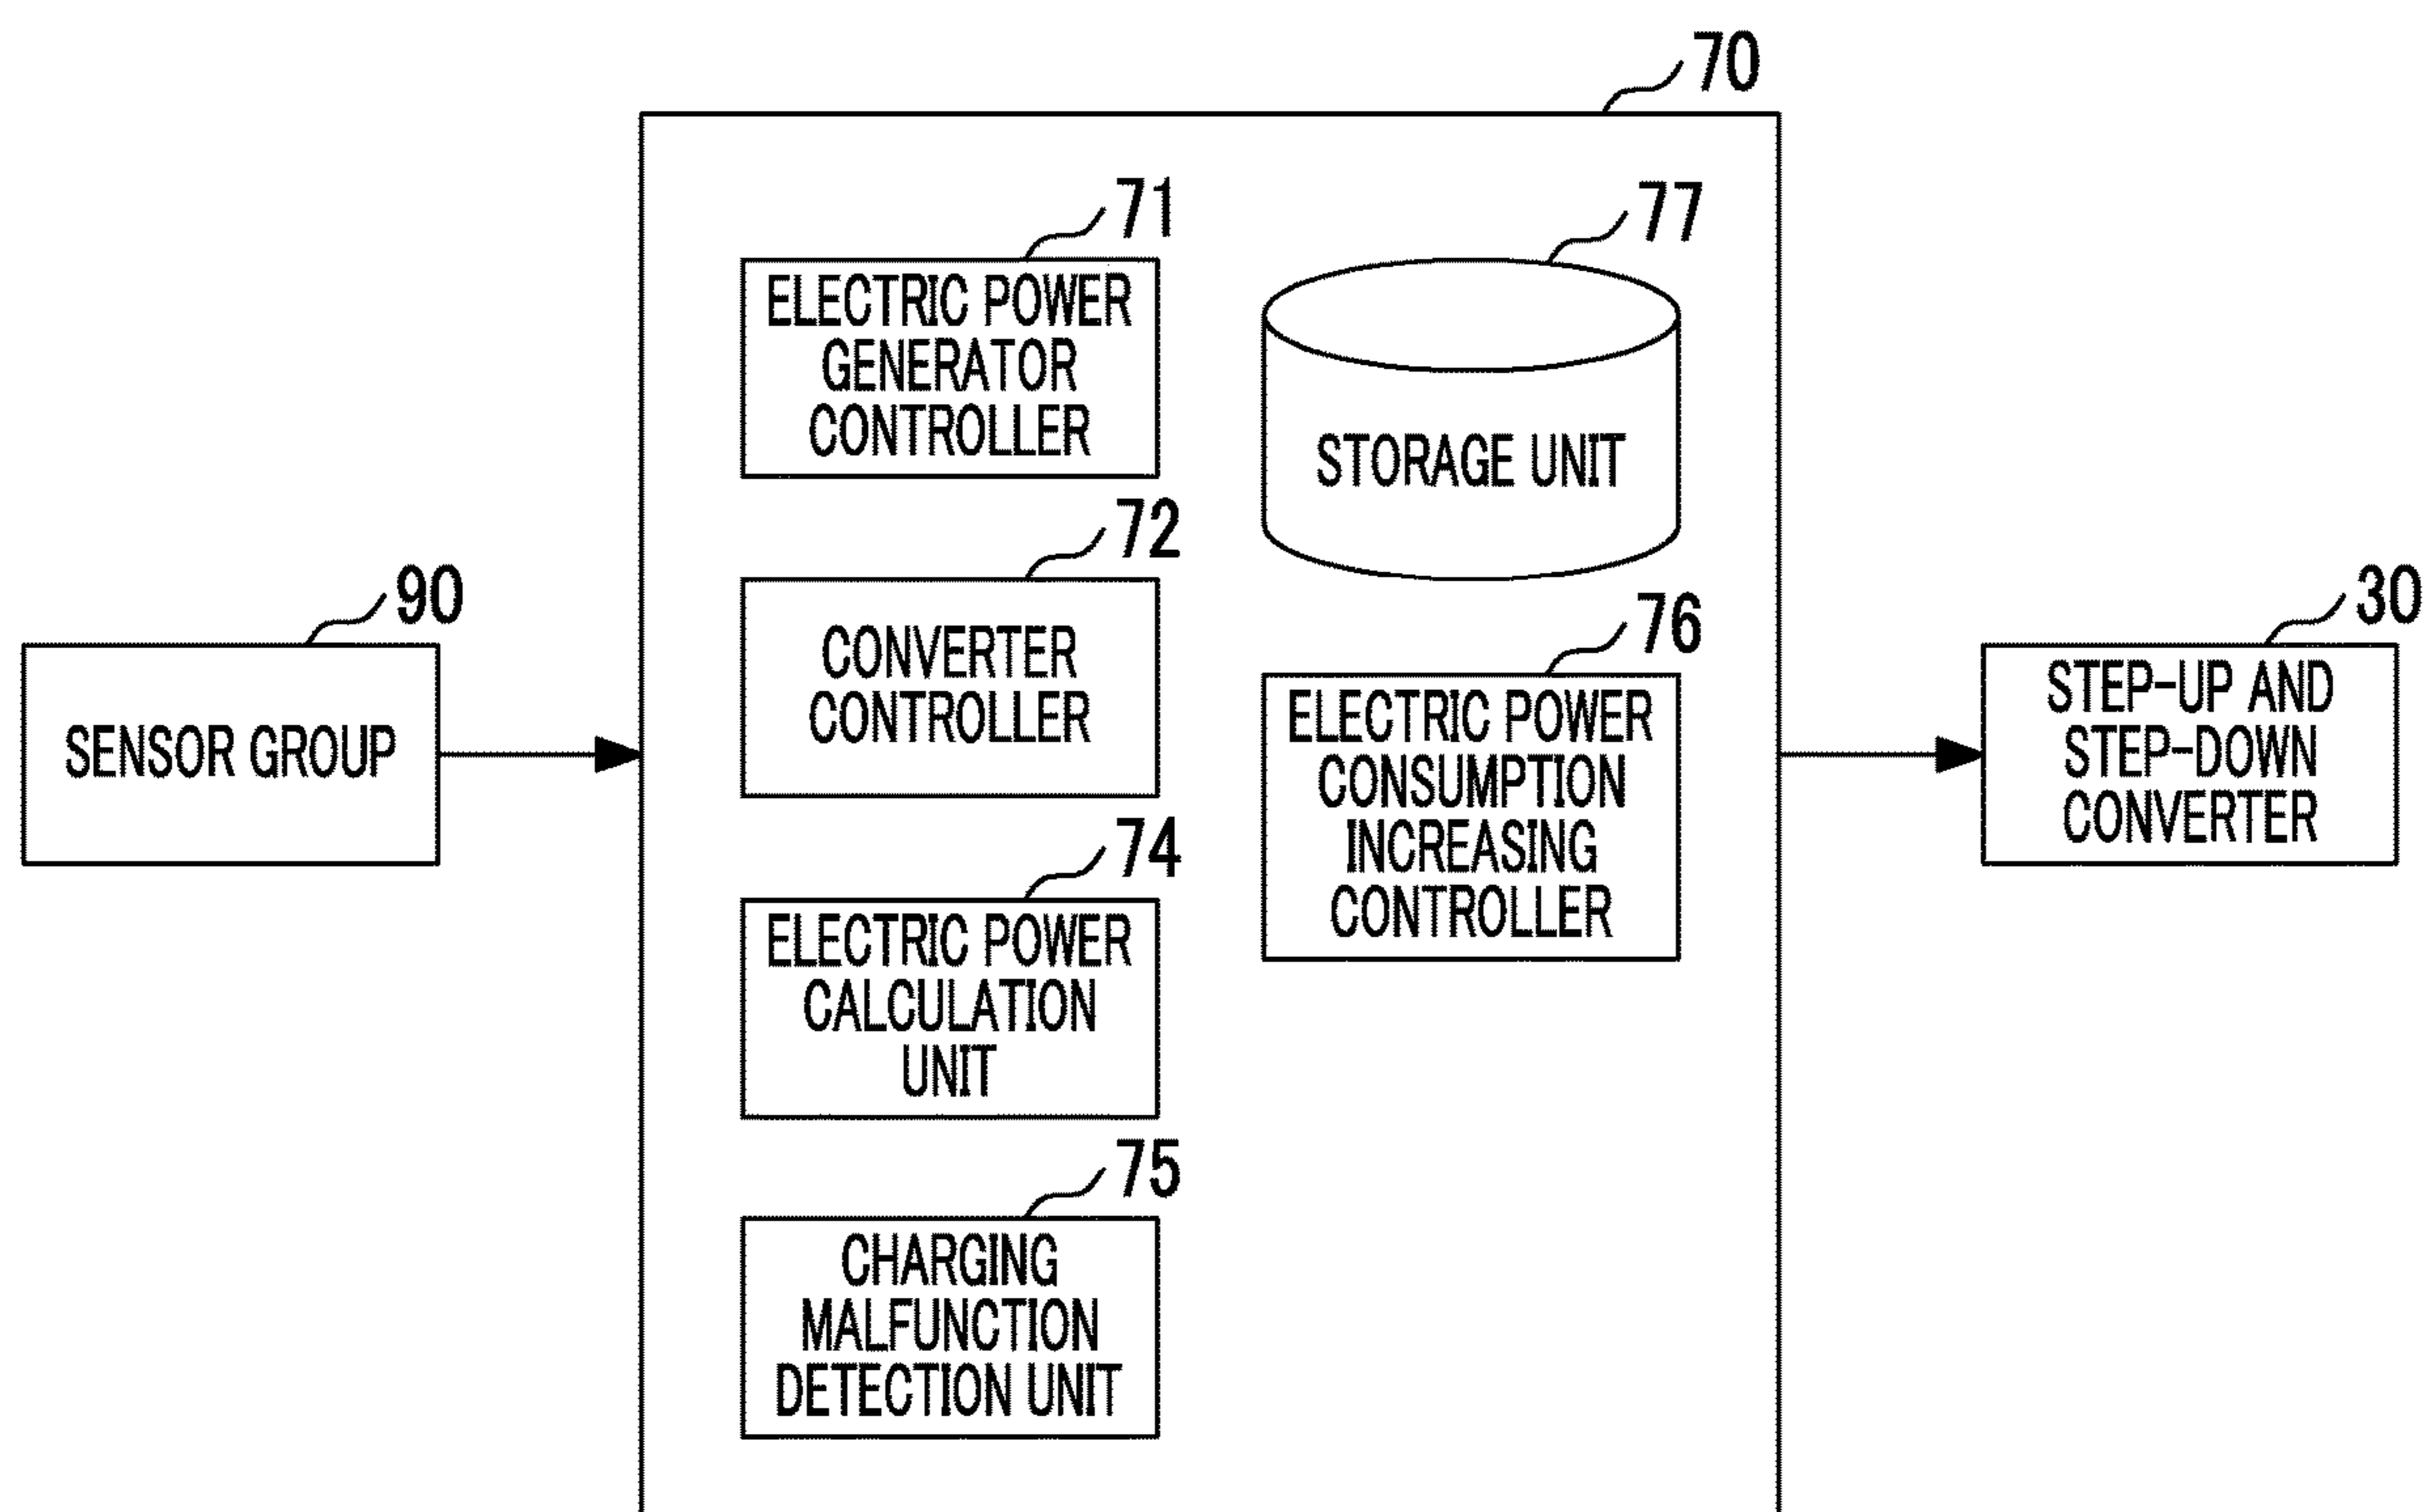 70
71
ELECTRIC POWER
GENERATOR
CONTROLLER
77
STORAGE UNIT
72
CONVERTER
CONTROLLER
90
SENSOR GROUP
76
ELECTRIC POWER
CONSUMPTION
INCREASING
CONTROLLER
30
STEP-UP AND
STEP-DOWN
CONVERTER
74
ELECTRIC POWER
CALCULATION
UNIT
75
CHARGING
MALFUNCTION
DETECTION UNIT